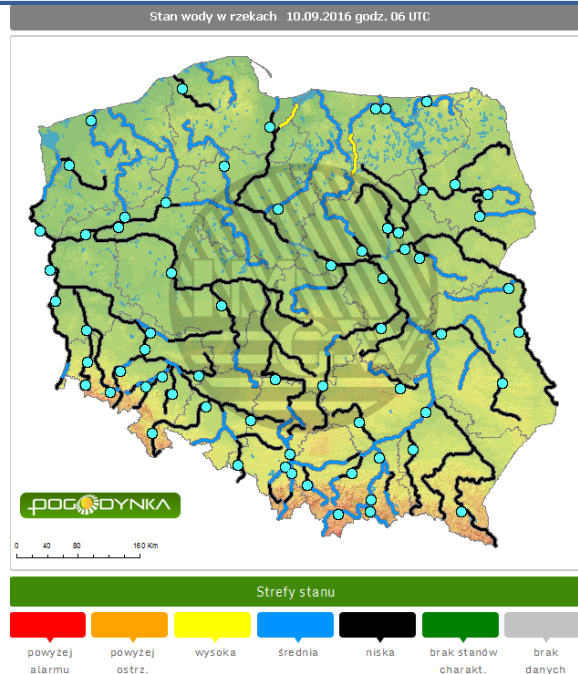 Stan wody w rzekach 10.09.2016 godz. 06 UTC
POGODYNKA
0 40 80 160 Km
Strefy stanu
powyżej alarmu
powyżej ostrz.
wysoka
średnia
niska
brak stanów charakt.
brak danych